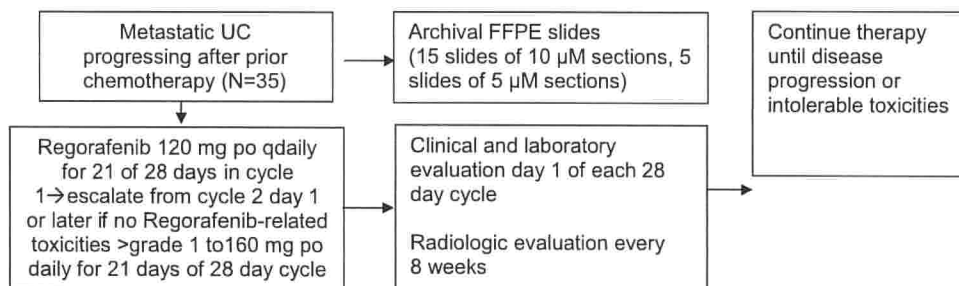 Metastatic UC
progressing after prior
chemotherapy (N=35)
Archival FFPE slides
(15 slides of 10 µM sections, 5
slides of 5 µM sections)
Continue therapy
until disease
progression or
intolerable toxicities
Regorafenib 120 mg po qdaily
for 21 of 28 days in cycle
1→escalate from cycle 2 day 1
or later if no Regorafenib-related
toxicities >grade 1 to160 mg po
daily for 21 days of 28 day cycle
Clinical and laboratory
evaluation day 1 of each 28
day cycle
Radiologic evaluation every
8 weeks